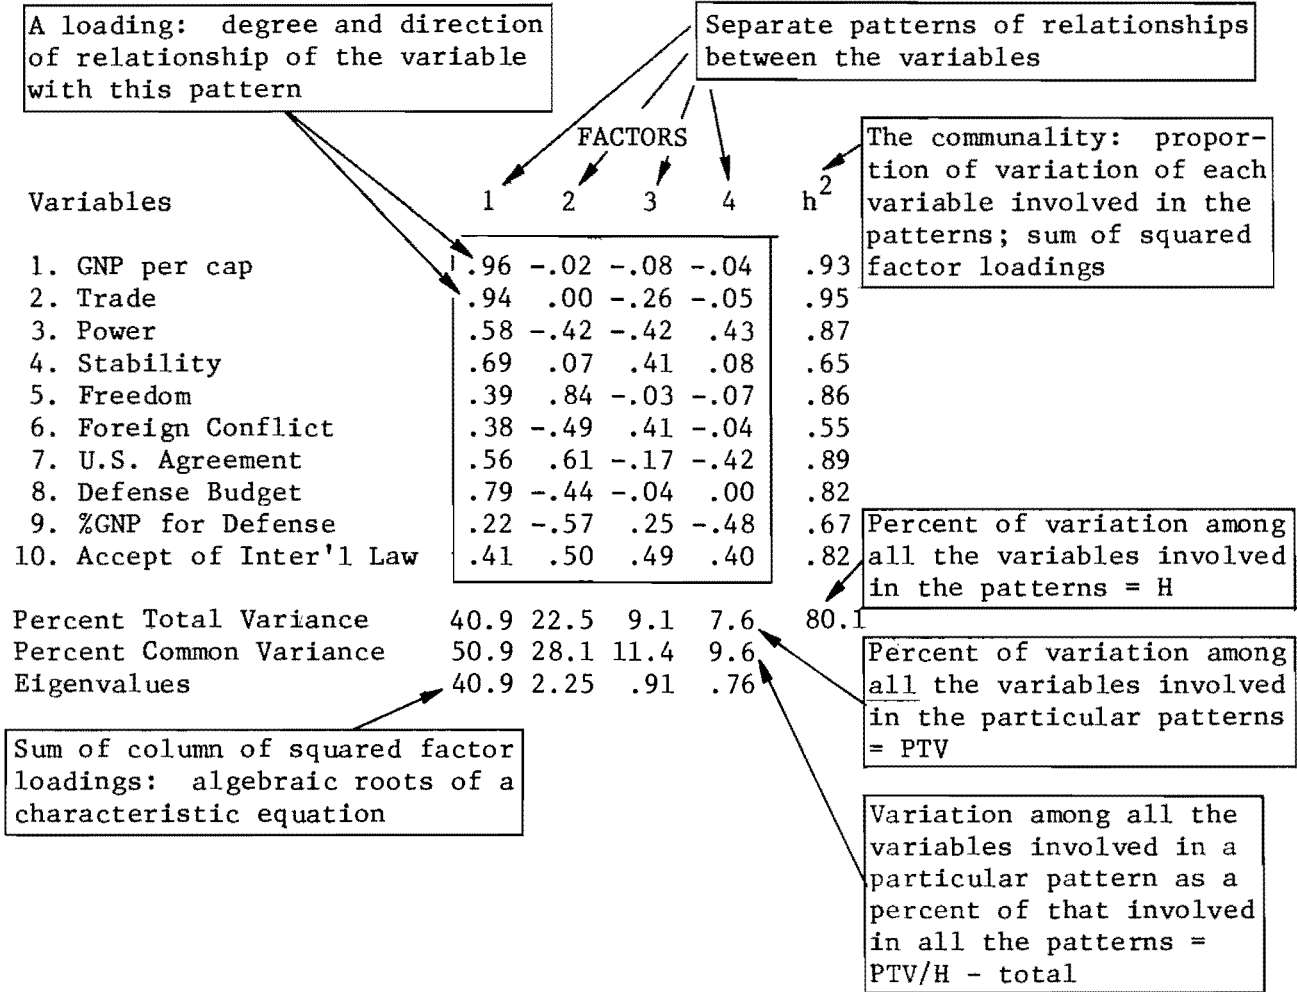 A loading: degree and direction
of relationship of the variable
with this pattern
Separate patterns of relationships
between the variables
FACTORS
The communality: propor-
tion of variation of each
variable involved in the
patterns; sum of squared
factor loadings
Variables 1 2 3 4 h²
1. GNP per cap .96 -.02 -.08 -.04 .93
2. Trade .94 .00 -.26 -.05 .95
3. Power .58 -.42 -.42 .43 .87
4. Stability .69 .07 .41 .08 .65
5. Freedom .39 .84 -.03 -.07 .86
6. Foreign Conflict .38 -.49 .41 -.04 .55
7. U.S. Agreement .56 .61 -.17 -.42 .89
8. Defense Budget .79 -.44 -.04 .00 .82
9. %GNP for Defense .22 -.57 .25 -.48 .67
10. Accept of Inter'l Law .41 .50 .49 .40 .82
Percent of variation among
all the variables involved
in the patterns = H
Percent Total Variance 40.9 22.5 9.1 7.6 80.1
Percent Common Variance 50.9 28.1 11.4 9.6
Eigenvalues 40.9 2.25 .91 .76
Percent of variation among
all the variables involved
in the particular patterns
= PTV
Sum of column of squared factor
loadings: algebraic roots of a
characteristic equation
Variation among all the
variables involved in a
particular pattern as a
percent of that involved
in all the patterns =
PTV/H - total